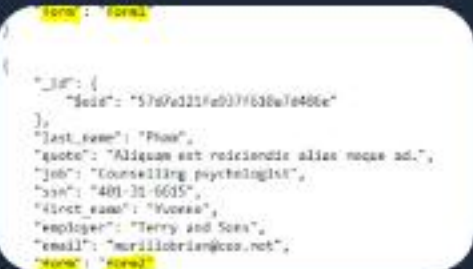 "form": "form1"
}
{
"_id": {
"$oid":
},
"last_name": "Pham",
"quote": "Aliquam est reiciendis alias neque ad.",
"job": "Counselling psychologist",
"ssn": "401-31-6615",
"first_name": "Yvonne",
"employer": "Terry and Sons",
"email": "murillobrian@cox.net",
"form": "form2"